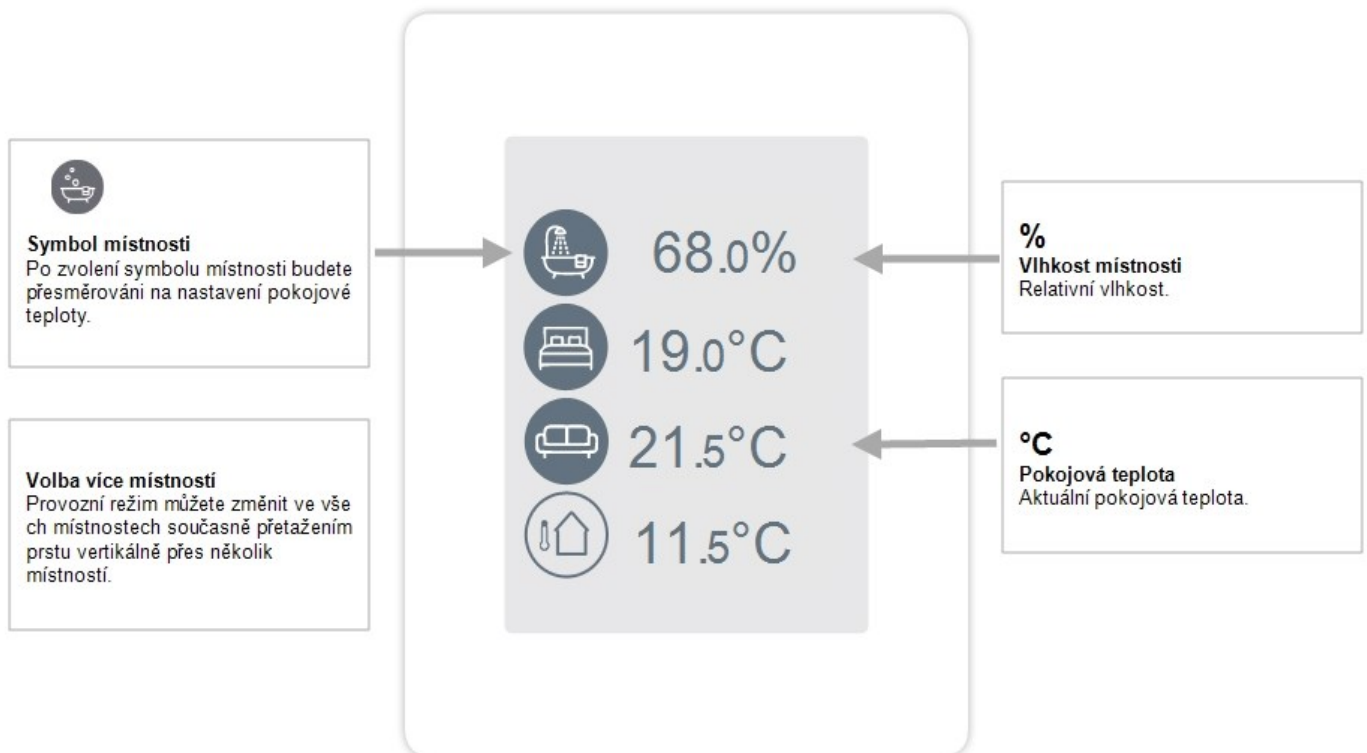 Symbol místnosti
Po zvolení symbolu místnosti budete
přesměrováni na nastavení pokojové
teploty.
Volba více místností
Provozní režim můžete změnit ve vše
ch místnostech současně přetažením
prstu vertikálně přes několik
místností.
68.0%
19.0°C
21.5°C
11.5°C
%
Vlhkost místnosti
Relativní vlhkost.
°C
Pokojová teplota
Aktuální pokojová teplota.